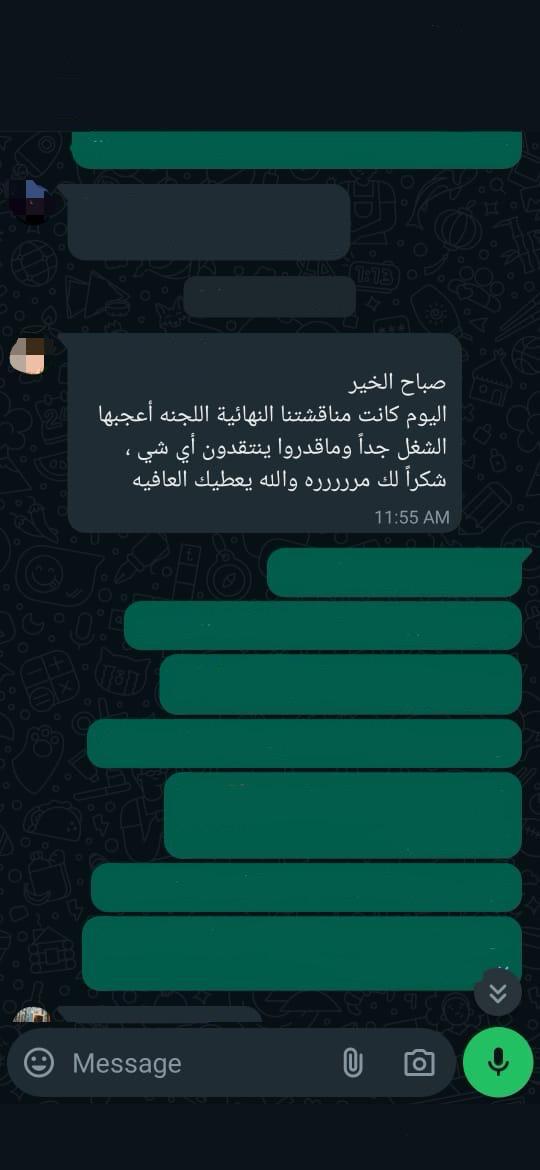 صباح الخير
اليوم كانت مناقشتنا النهائية اللجنه أعجبها
الشغل جداً وماقدروا ينتقدون أي شي ،
شكراً لك مرررررره والله يعطيك العافيه
11:55 AM
Message